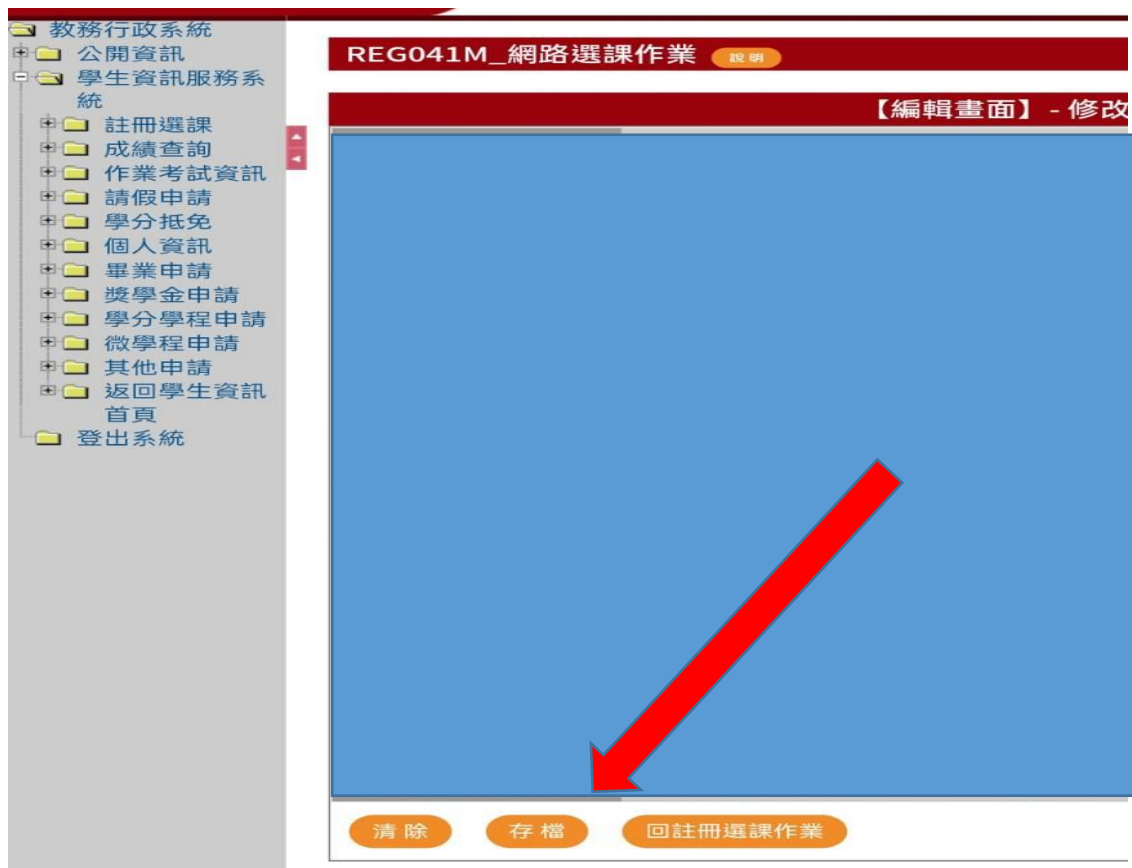 教務行政系統
公開資訊
學生資訊服務系
統
註冊選課
成績查詢
作業考試資訊
請假申請
學分抵免
個人資訊
畢業申請
獎學金申請
學分學程申請
微學程申請
其他申請
返回學生資訊
首頁
登出系統
REG041M_網路選課作業 說明
【編輯畫面】 - 修改
清除 存檔 回註冊選課作業